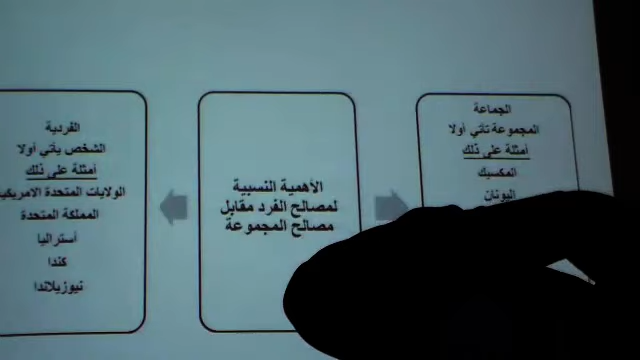 الجماعة
المجموعة تأتي أولا
أمثلة على ذلك
المكسيك
اليونان
الأهمية النسبية
لمصالح الفرد مقابل
مصالح المجموعة
الفردية
الشخص يأتي أولا
أمثلة على ذلك
الولايات المتحدة الامريكية
المملكة المتحدة
أستراليا
كندا
نيوزيلاندا